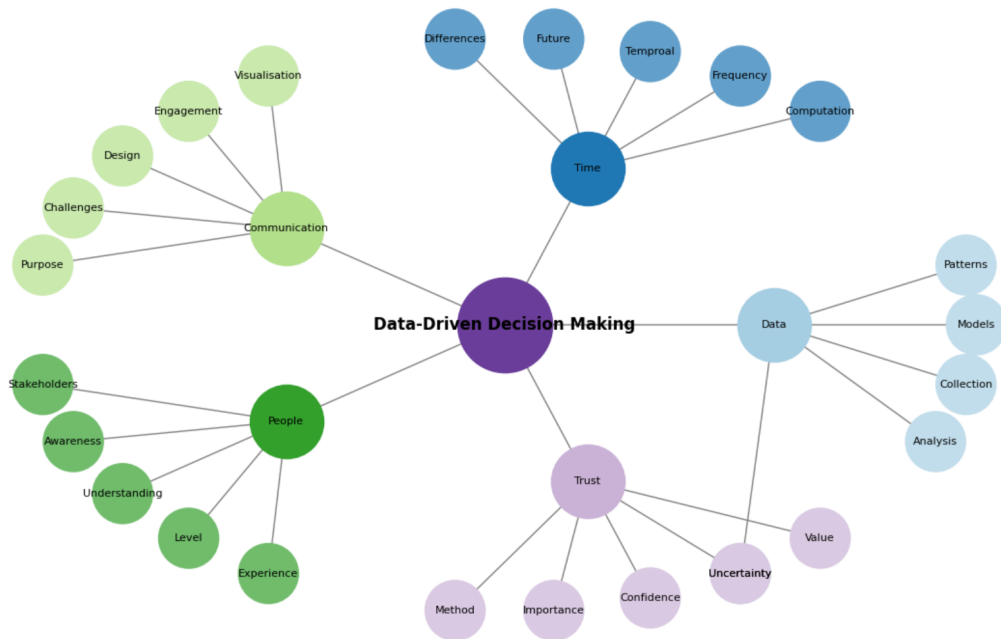 Differences
Future
Temproal
Frequency
Computation
Visualisation
Engagement
Design
Challenges
Purpose
Communication
Time
Data-Driven Decision Making
Data
Patterns
Models
Collection
Analysis
People
Stakeholders
Awareness
Understanding
Level
Experience
Trust
Method
Importance
Confidence
Uncertainty
Value